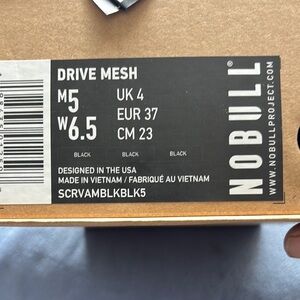 DRIVE MESH
M5 UK 4
W6.5 EUR 37
CM 23
BLACK BLACK BLACK
DESIGNED IN THE USA
MADE IN VIETNAM / FABRIQUÉ AU VIETNAM
SCRVAMBLKBLK5
NOBULL®
WWW.NOBULLPROJECT.COM